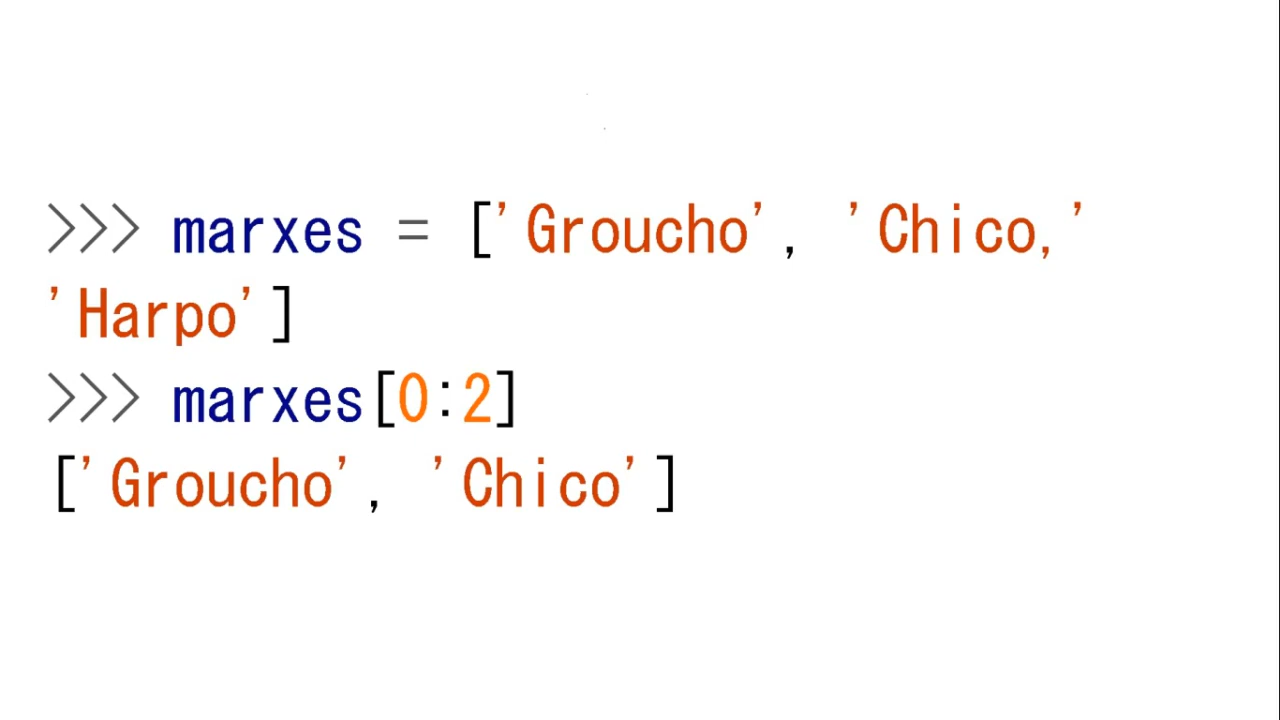 >>> marxes = ['Groucho', 'Chico,'
'Harpo']
>>> marxes[0:2]
['Groucho', 'Chico']